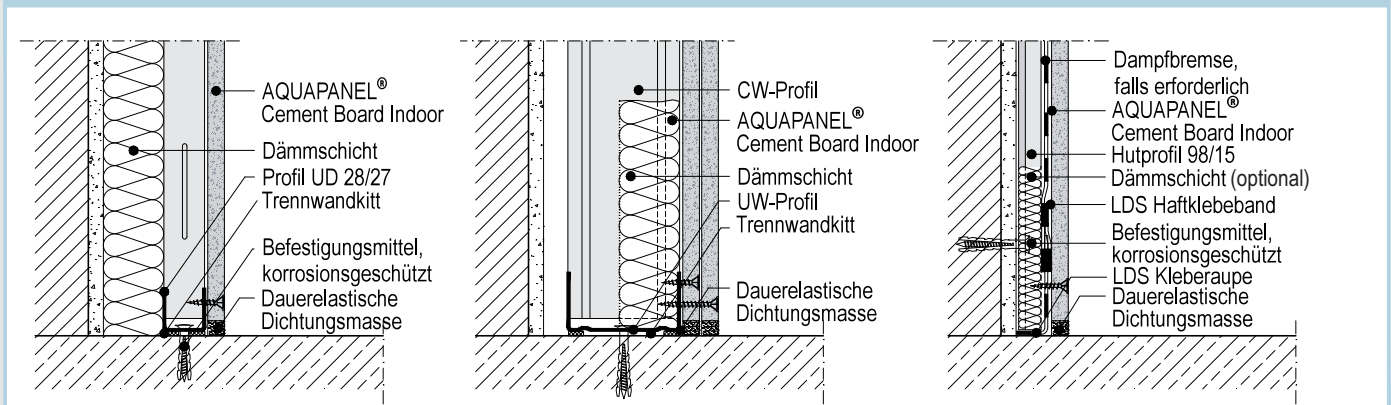 AQUAPANEL®
Cement Board Indoor
Dämmschicht
Profil UD 28/27
Trennwandkitt
Befestigungsmittel,
korrosionsgeschützt
Dauerelastische
Dichtungsmasse
CW-Profil
AQUAPANEL®
Cement Board Indoor
Dämmschicht
UW-Profil
Trennwandkitt
Dauerelastische
Dichtungsmasse
Dampfbremse,
falls erforderlich
AQUAPANEL®
Cement Board Indoor
Hutprofil 98/15
Dämmschicht (optional)
LDS Haftklebeband
Befestigungsmittel,
korrosionsgeschützt
LDS Kleberaupe
Dauerelastische
Dichtungsmasse